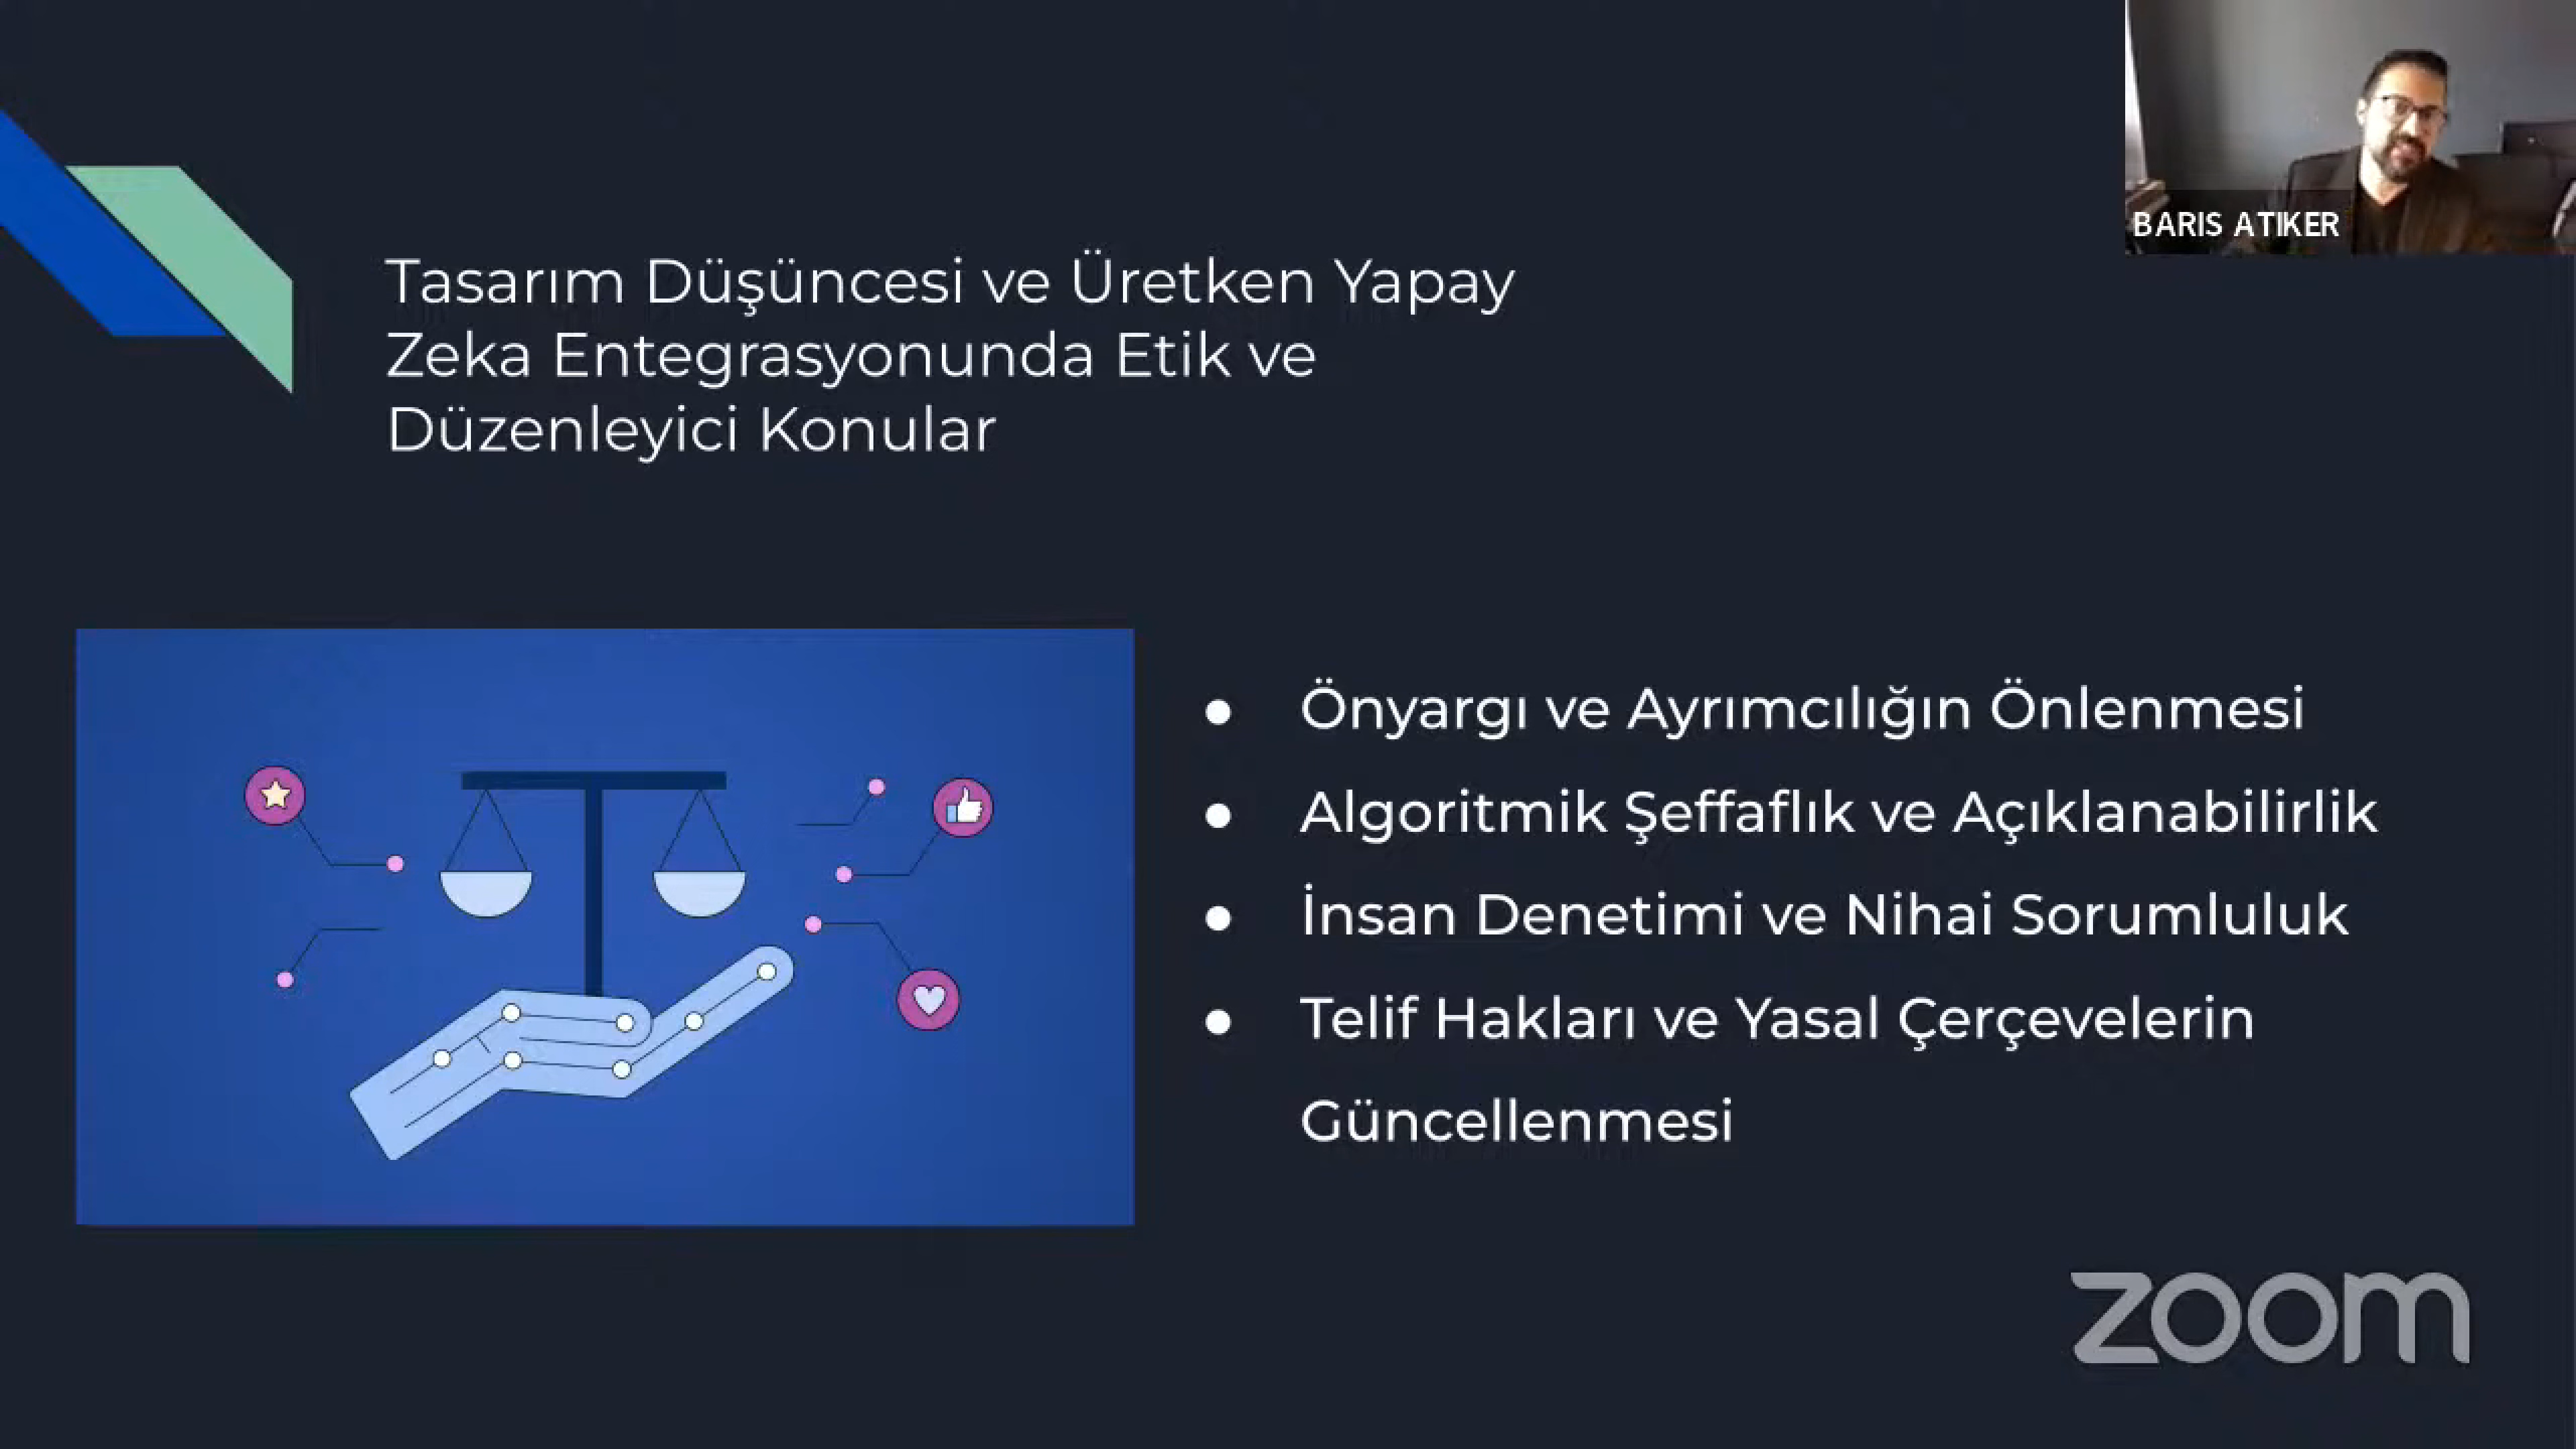 BARIS ATIKER
Tasarım Düşüncesi ve Üretken Yapay
Zeka Entegrasyonunda Etik ve
Düzenleyici Konular
● Önyargı ve Ayrımcılığın Önlenmesi
● Algoritmik Şeffaflık ve Açıklanabilirlik
● İnsan Denetimi ve Nihai Sorumluluk
● Telif Hakları ve Yasal Çerçevelerin
Güncellenmesi
zoom